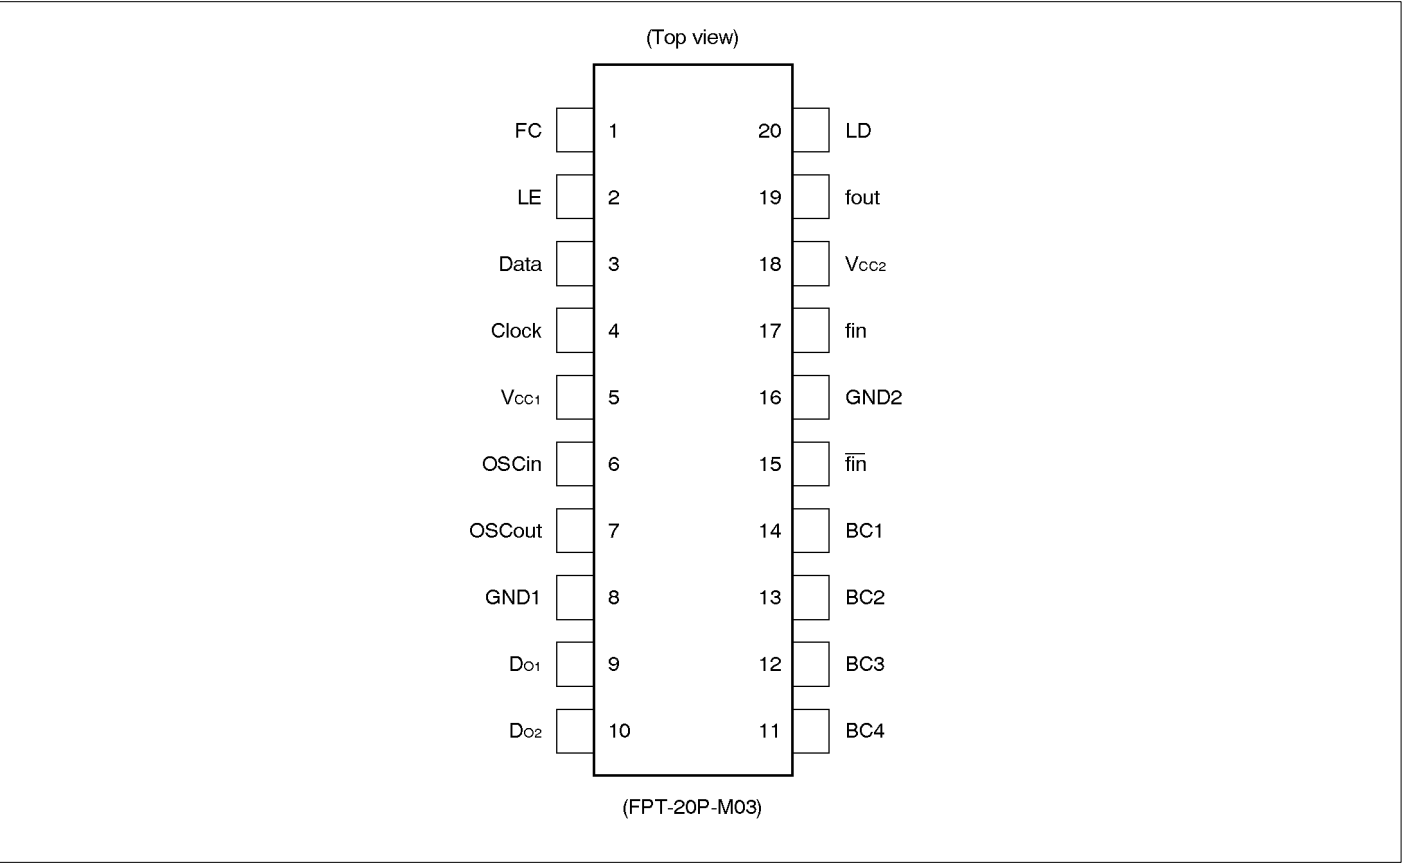 (Top view)
FC 1 20 LD
LE 2 19 fout
Data 3 18 VCC2
Clock 4 17 fin
VCC1 5 16 GND2
OSCin 6 15 f̅i̅n̅
OSCout 7 14 BC1
GND1 8 13 BC2
DO1 9 12 BC3
DO2 10 11 BC4
(FPT-20P-M03)